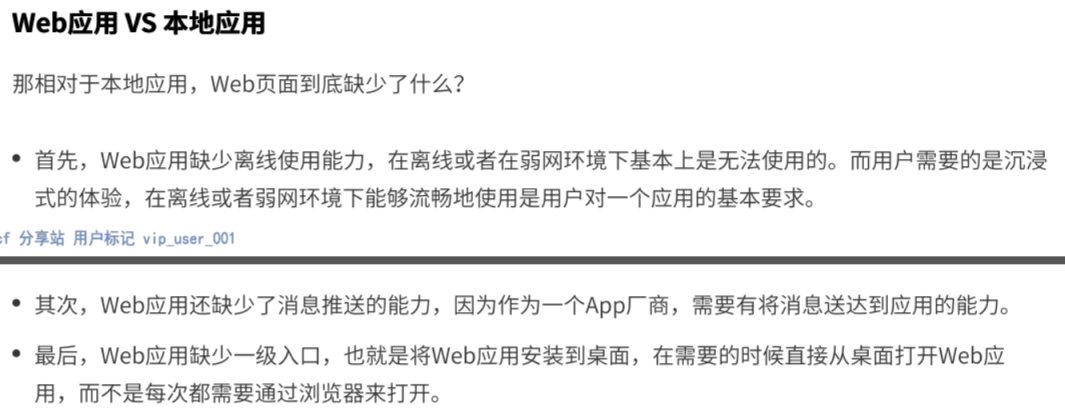 Web应用 VS 本地应用
那相对于本地应用，Web页面到底缺少了什么？
• 首先，Web应用缺少离线使用能力，在离线或者在弱网环境下基本上是无法使用的。而用户需要的是沉浸
式的体验，在离线或者弱网环境下能够流畅地使用是用户对一个应用的基本要求。
cf 分享站 用户标记 vip_user_001
• 其次，Web应用还缺少了消息推送的能力，因为作为一个App厂商，需要有将消息送达到应用的能力。
• 最后，Web应用缺少一级入口，也就是将Web应用安装到桌面，在需要的时候直接从桌面打开Web应
用，而不是每次都需要通过浏览器来打开。